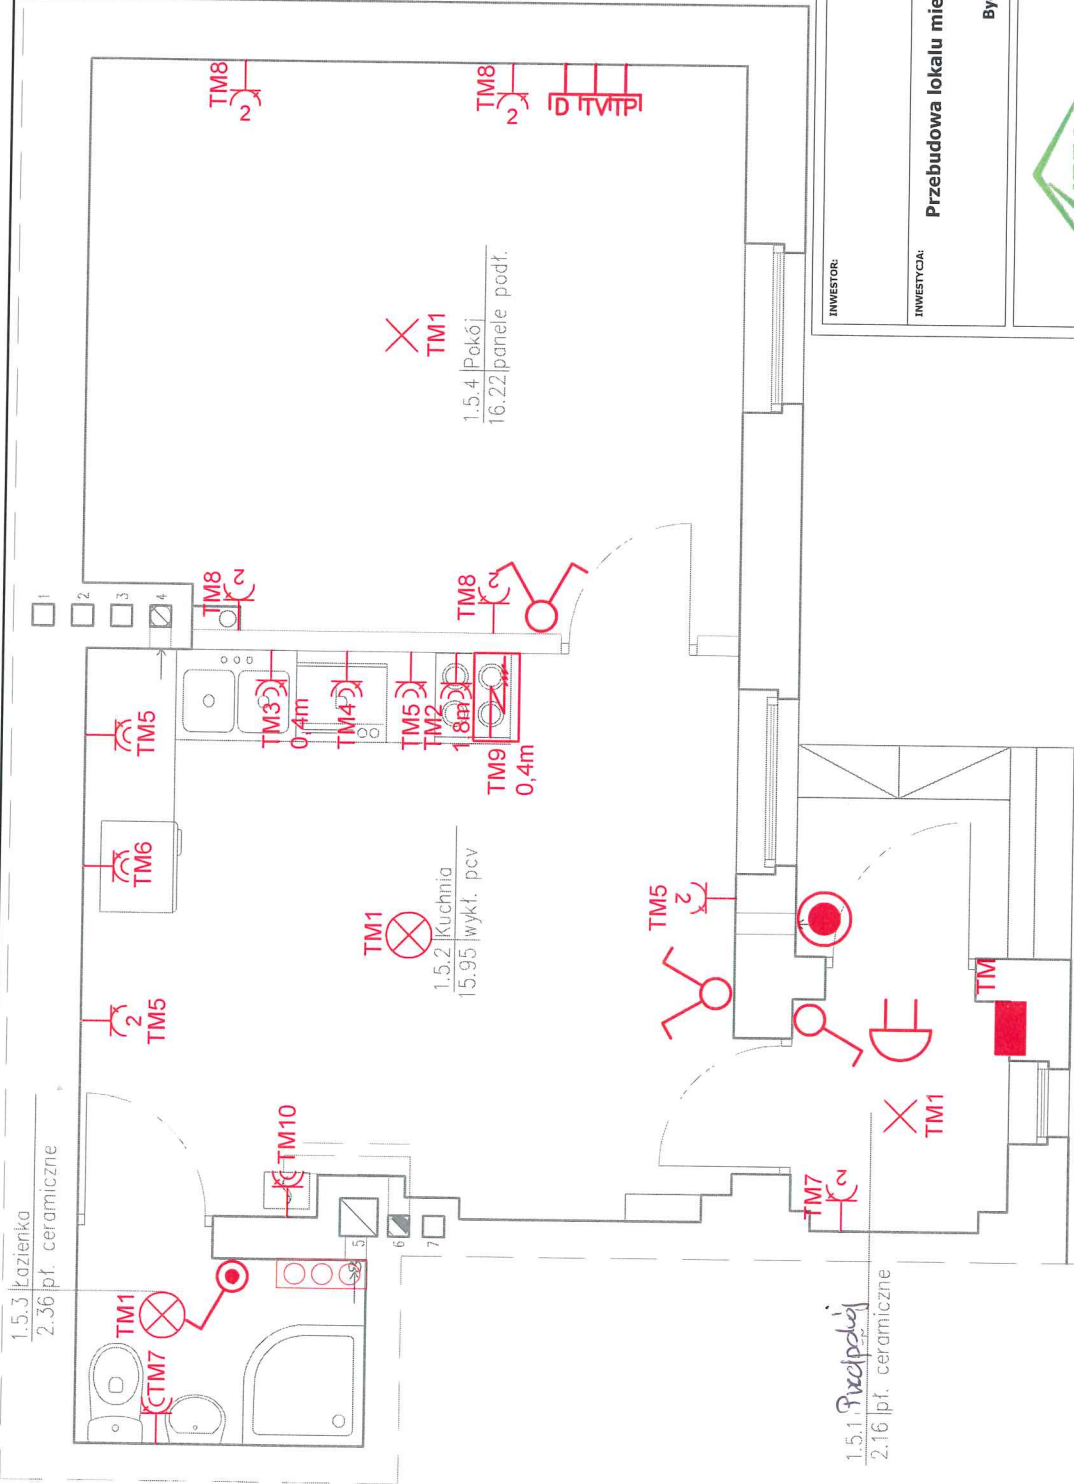 TM8
2
TM8
2
D
TV
TP
TM1
1.5.4 Pokój
16.22 panele podł.
1
2
3
4
TM8
2
TM8
2
TM5
TM3
0,4m
TM4
TM5
TM2
1,8m
TM9
0,4m
TM6
TM1
1.5.2 Kuchnia
15.95 wykł. pcv
TM5
2
2
TM5
TM
TM1
TM7
2
1.5.1 Przedpokój
2.16 pł. ceramiczne
TM10
5
6
7
1.5.3 Łazienka
2.36 pł. ceramiczne
TM1
TM7
INWESTOR:
INWESTYCJA:
Przebudowa lokalu mie
By